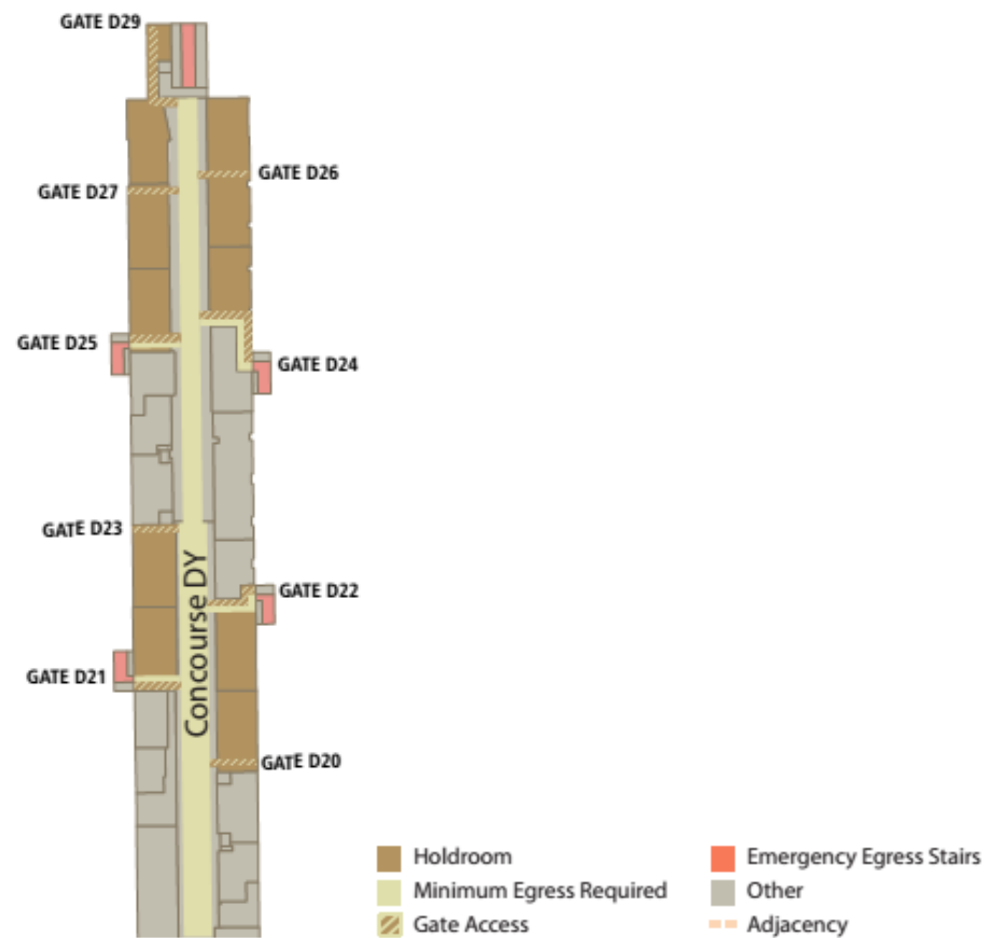 GATE D29
GATE D26
GATE D27
GATE D25
GATE D24
GATE D23
Concourse DY
GATE D22
GATE D21
GATE D20
Holdroom
Minimum Egress Required
Gate Access
Emergency Egress Stairs
Other
Adjacency